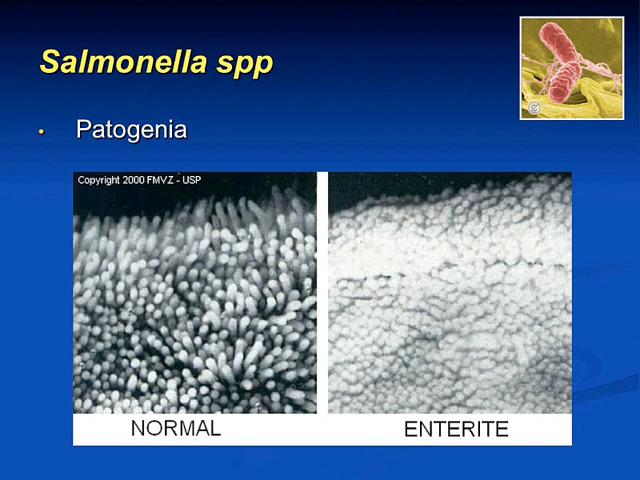 Salmonella spp
• Patogenia
Copyright 2000 FMVZ - USP
NORMAL
ENTERITE